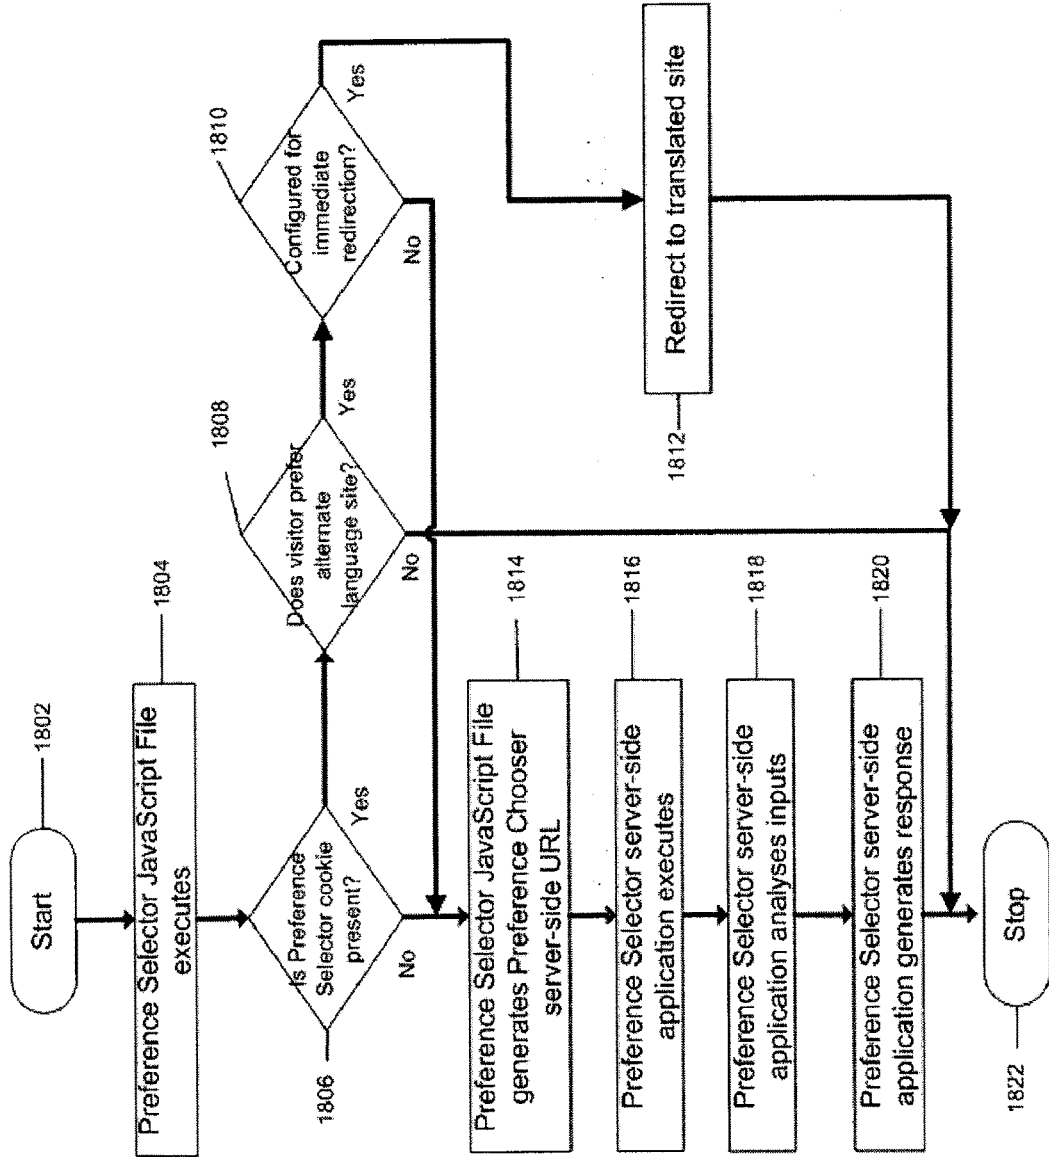 Start
1802
Preference Selector JavaScript File
executes
1804
Is Preference
Selector cookie
present?
1806
Yes
No
Does visitor prefer
alternate
language site?
1808
Yes
No
Configured for
immediate
redirection?
1810
Yes
No
Redirect to translated site
1812
Preference Selector JavaScript File
generates Preference Chooser
server-side URL
1814
Preference Selector server-side
application executes
1816
Preference Selector server-side
application analyses inputs
1818
Preference Selector server-side
application generates response
1820
Stop
1822